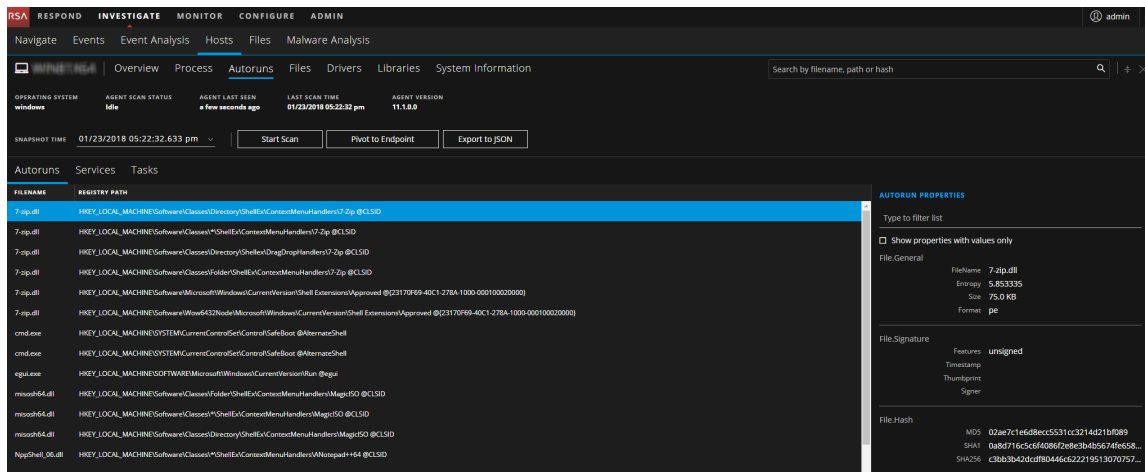 RSA RESPOND INVESTIGATE MONITOR CONFIGURE ADMIN admin
Navigate Events Event Analysis Hosts Files Malware Analysis
Overview Process Autoruns Files Drivers Libraries System Information Search by filename, path or hash
OPERATING SYSTEM AGENT SCAN STATUS AGENT LAST SEEN LAST SCAN TIME AGENT VERSION
windows Idle a few seconds ago 01/23/2018 05:22:32 pm 11.1.0.0
SNAPSHOT TIME 01/23/2018 05:22:32.633 pm Start Scan Pivot to Endpoint Export to JSON
Autoruns Services Tasks
FILENAME REGISTRY PATH
7-zip.dll HKEY_LOCAL_MACHINE\Software\Classes\Directory\ShellEx\ContextMenuHandlers\7-Zip @CLSID
7-zip.dll HKEY_LOCAL_MACHINE\Software\Classes\*\ShellEx\ContextMenuHandlers\7-Zip @CLSID
7-zip.dll HKEY_LOCAL_MACHINE\Software\Classes\Directory\Shellex\DragDropHandlers\7-Zip @CLSID
7-zip.dll HKEY_LOCAL_MACHINE\Software\Classes\Folder\ShellEx\ContextMenuHandlers\7-Zip @CLSID
7-zip.dll HKEY_LOCAL_MACHINE\Software\Microsoft\Windows\CurrentVersion\Shell Extensions\Approved @{23170F69-40C1-278A-1000-000100020000}
7-zip.dll HKEY_LOCAL_MACHINE\Software\Wow6432Node\Microsoft\Windows\CurrentVersion\Shell Extensions\Approved @{23170F69-40C1-278A-1000-000100020000}
cmd.exe HKEY_LOCAL_MACHINE\SYSTEM\CurrentControlSet\Control\SafeBoot @AlternateShell
cmd.exe HKEY_LOCAL_MACHINE\SYSTEM\CurrentControlSet\Control\SafeBoot @AlternateShell
egui.exe HKEY_LOCAL_MACHINE\SOFTWARE\Microsoft\Windows\CurrentVersion\Run @egui
misosh64.dll HKEY_LOCAL_MACHINE\Software\Classes\Folder\ShellEx\ContextMenuHandlers\MagicISO @CLSID
misosh64.dll HKEY_LOCAL_MACHINE\Software\Classes\*\ShellEx\ContextMenuHandlers\MagicISO @CLSID
misosh64.dll HKEY_LOCAL_MACHINE\Software\Classes\Directory\ShellEx\ContextMenuHandlers\MagicISO @CLSID
NppShell_06.dll HKEY_LOCAL_MACHINE\Software\Classes\*\ShellEx\ContextMenuHandlers\ANotepad++64 @CLSID
AUTORUN PROPERTIES
Type to filter list
Show properties with values only
File.General
FileName 7-zip.dll
Entropy 5.853335
Size 75.0 KB
Format pe
File.Signature
Features unsigned
Timestamp
Thumbprint
Signer
File.Hash
MD5 02ae7c1e6d8ecc5531cc3214d21bf089
SHA1 0a8d716c5c6f4086f2e8e3b4b5674fe658...
SHA256 c3bb3b42dcdf80446c622219513070757...